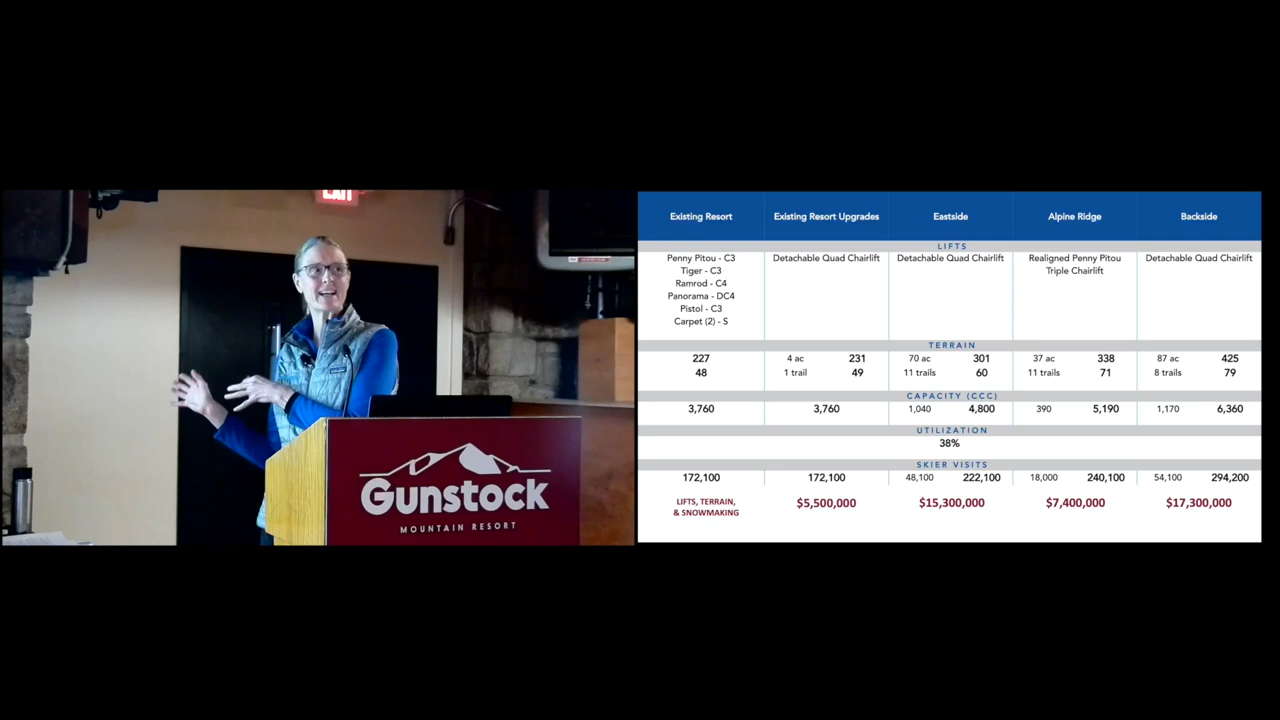 EXIT
Gunstock
MOUNTAIN RESORT
Existing Resort Existing Resort Upgrades Eastside Alpine Ridge Backside
LIFTS
Penny Pitou - C3 Detachable Quad Chairlift Detachable Quad Chairlift Realigned Penny Pitou Detachable Quad Chairlift
Tiger - C3 Triple Chairlift
Ramrod - C4
Panorama - DC4
Pistol - C3
Carpet (2) - S
TERRAIN
227 4 ac 231 70 ac 301 37 ac 338 87 ac 425
48 1 trail 49 11 trails 60 11 trails 71 8 trails 79
CAPACITY (CCC)
3,760 3,760 1,040 4,800 390 5,190 1,170 6,360
UTILIZATION
38%
SKIER VISITS
172,100 172,100 48,100 222,100 18,000 240,100 54,100 294,200
LIFTS, TERRAIN, $5,500,000 $15,300,000 $7,400,000 $17,300,000
& SNOWMAKING